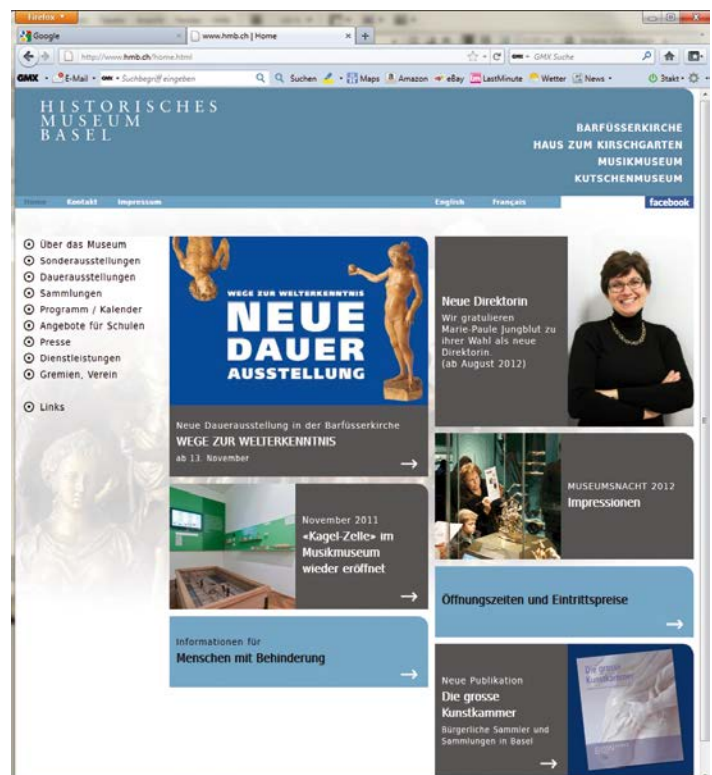 Firefox
Google
www.hmb.ch | Home
http://www.hmb.ch/home.html
GMX Suche
GMX
E-Mail
Suchbegriff eingeben
Suchen
Maps
Amazon
eBay
LastMinute
Wetter
News
3takt
HISTORISCHES
MUSEUM
BASEL
BARFÜSSERKIRCHE
HAUS ZUM KIRSCHGARTEN
MUSIKMUSEUM
KUTSCHENMUSEUM
Home Kontakt Impressum
English Français
facebook
Über das Museum
Sonderausstellungen
Dauerausstellungen
Sammlungen
Programm / Kalender
Angebote für Schulen
Presse
Dienstleistungen
Gremien, Verein
Links
WEGE ZUR WELTERKENNTNIS
NEUE
DAUER
AUSSTELLUNG
Neue Dauerausstellung in der Barfüsserkirche
WEGE ZUR WELTERKENNTNIS
ab 13. November
November 2011
«Kagel-Zelle» im
Musikmuseum
wieder eröffnet
Informationen für
Menschen mit Behinderung
Neue Direktorin
Wir gratulieren
Marie-Paule Jungblut zu
ihrer Wahl als neue
Direktorin.
(ab August 2012)
MUSEUMSNACHT 2012
Impressionen
Öffnungszeiten und Eintrittspreise
Neue Publikation
Die grosse
Kunstkammer
Bürgerliche Sammler und
Sammlungen in Basel
Die grosse
Kunstkammer